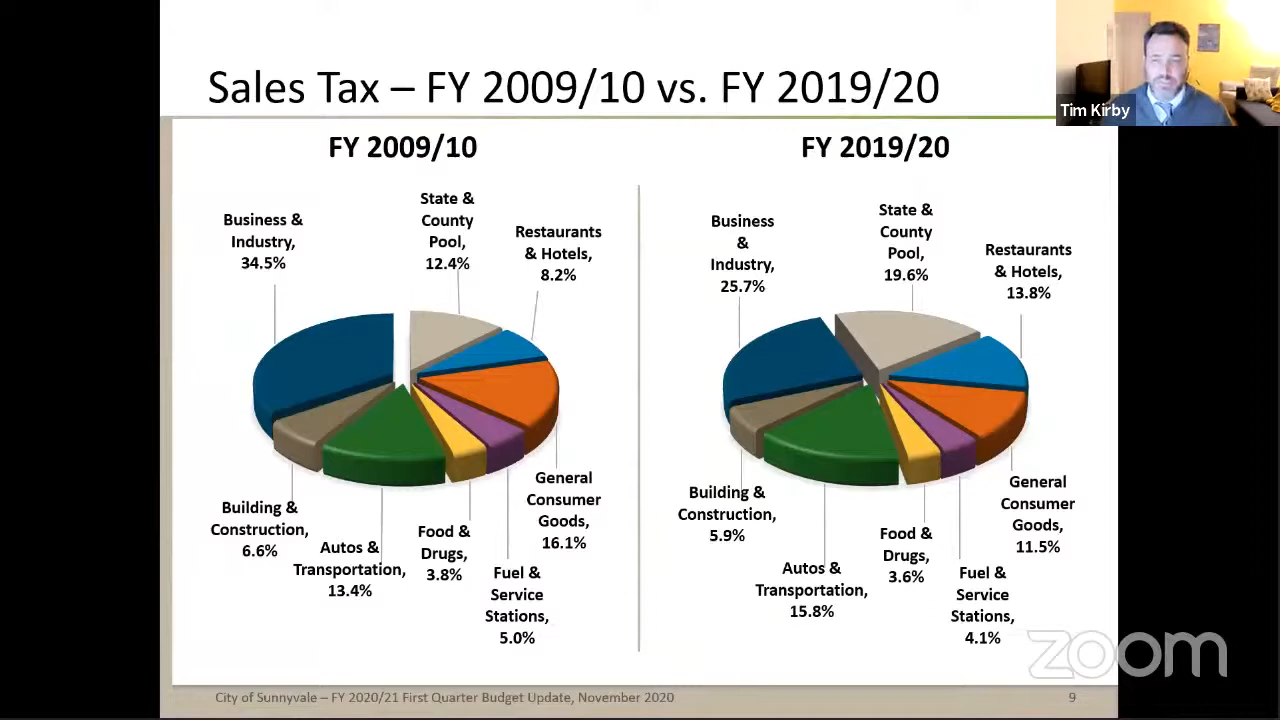 Sales Tax – FY 2009/10 vs. FY 2019/20
Tim Kirby
FY 2009/10
State &
County
Pool,
12.4%
Business &
Industry,
34.5%
Restaurants
& Hotels,
8.2%
General
Consumer
Goods,
16.1%
Building &
Construction,
6.6%
Autos &
Transportation,
13.4%
Food &
Drugs,
3.8%
Fuel &
Service
Stations,
5.0%
FY 2019/20
State &
County
Pool,
19.6%
Business
&
Industry,
25.7%
Restaurants
& Hotels,
13.8%
General
Consumer
Goods,
11.5%
Building &
Construction,
5.9%
Autos &
Transportation,
15.8%
Food &
Drugs,
3.6%
Fuel &
Service
Stations,
4.1%
zoom
City of Sunnyvale – FY 2020/21 First Quarter Budget Update, November 2020
9